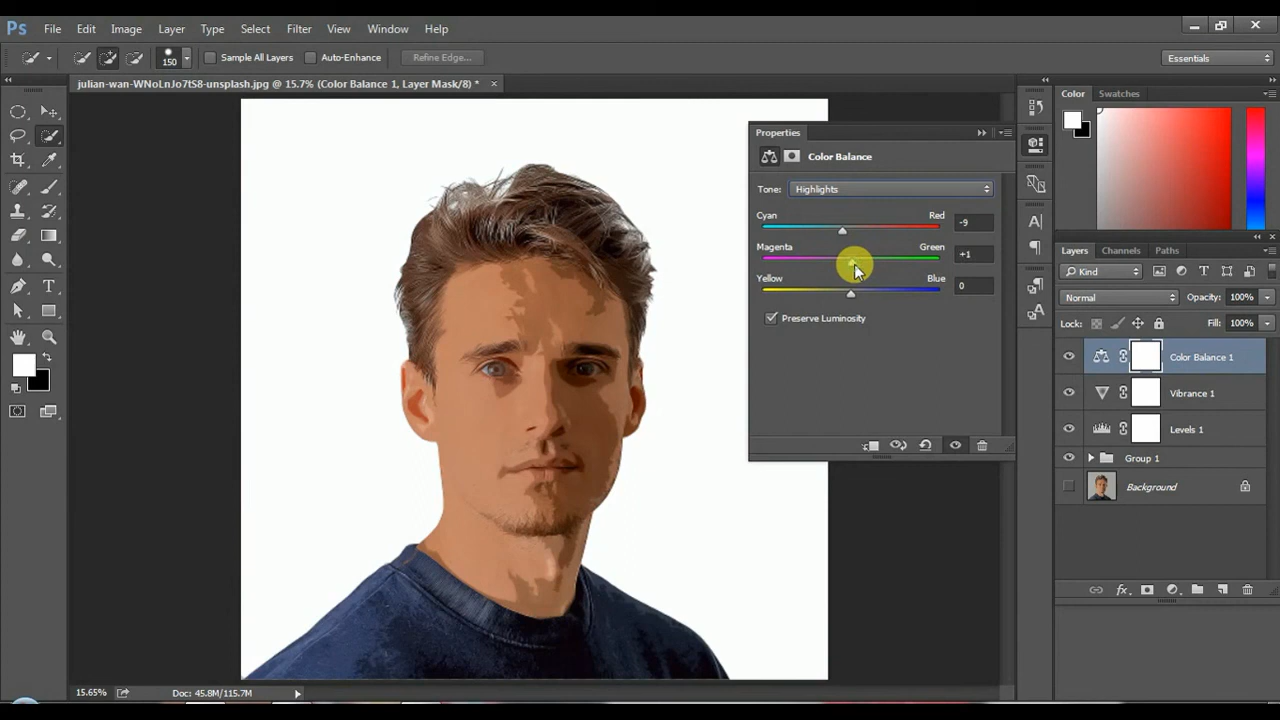 Ps File Edit Image Layer Type Select Filter View Window Help
150 Sample All Layers Auto-Enhance Refine Edge... Essentials
julian-wan-WNoLnJo7tS8-unsplash.jpg @ 15.7% (Color Balance 1, Layer Mask/8) *
Properties
Color Balance
Tone: Highlights
Cyan Red -9
Magenta Green +1
Yellow Blue 0
Preserve Luminosity
Color Swatches
Layers Channels Paths
Kind
Normal Opacity: 100%
Lock: Fill: 100%
Color Balance 1
Vibrance 1
Levels 1
Group 1
Background
15.65% Doc: 45.8M/115.7M